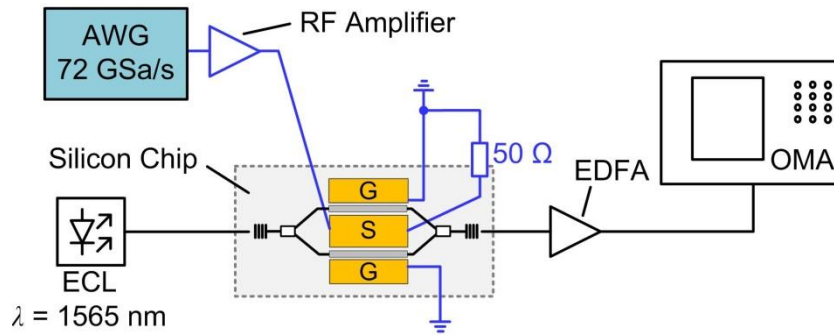 AWG
72 GSa/s
RF Amplifier
Silicon Chip
50 Ω
OMA
EDFA
G
S
G
ECL
λ = 1565 nm